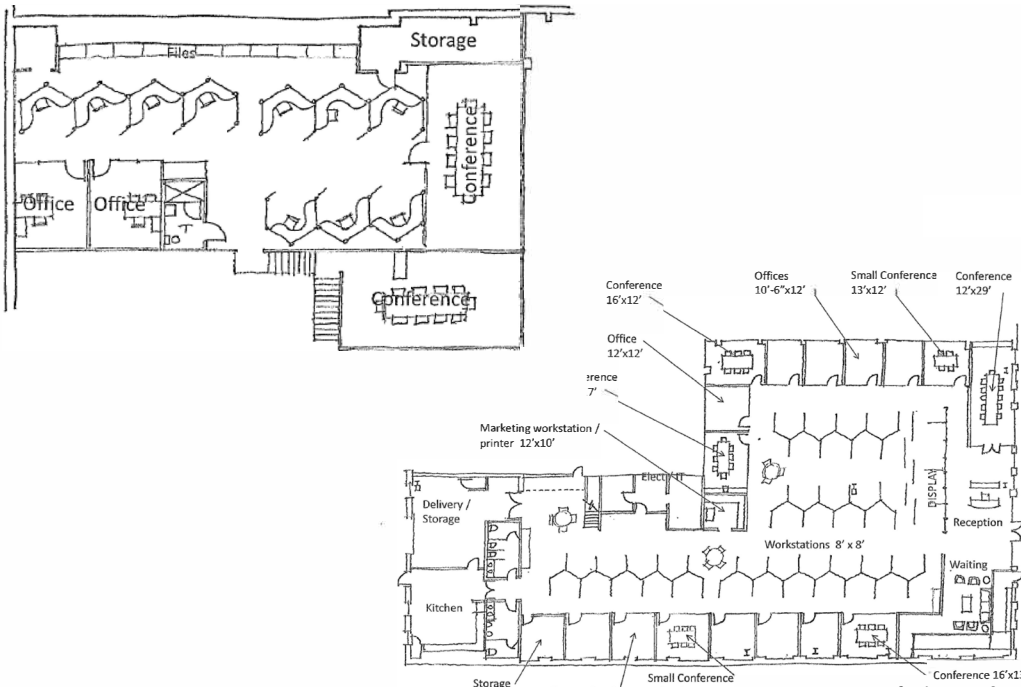 Storage
Files
Conference
Office
Office
Conference
Conference
16'x12'
Offices
10'-6"x12'
Small Conference
13'x12'
Conference
12'x29'
Office
12'x12'
erence
7'
Marketing workstation /
printer 12'x10'
Elect / IT
Delivery /
Storage
DISPLAY
Reception
Workstations 8' x 8'
Waiting
Kitchen
Storage
Small Conference
Conference 16'x1